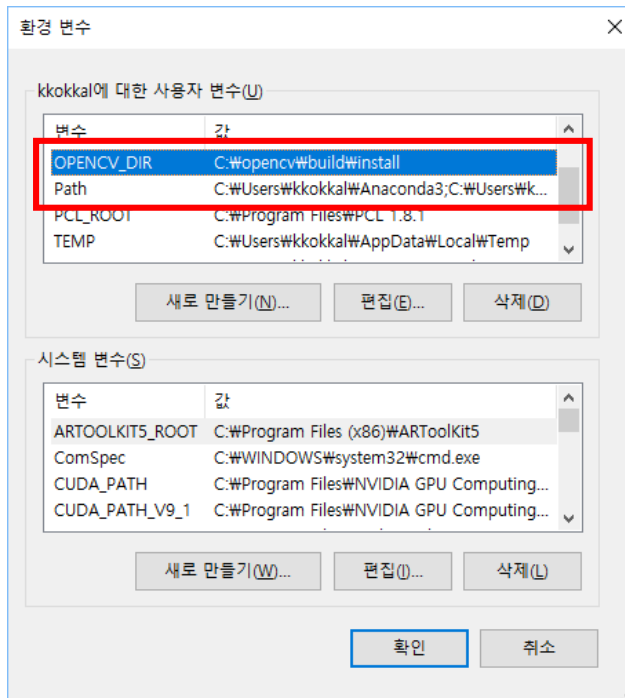 환경 변수
kkokkal에 대한 사용자 변수(U)
변수 값
OPENCV_DIR C:₩opencv₩build₩install
Path C:₩Users₩kkokkal₩Anaconda3;C:₩Users₩k...
PCL_ROOT C:₩Program Files₩PCL 1.8.1
TEMP C:₩Users₩kkokkal₩AppData₩Local₩Temp
새로 만들기(N)... 편집(E)... 삭제(D)
시스템 변수(S)
변수 값
ARTOOLKIT5_ROOT C:₩Program Files (x86)₩ARToolKit5
ComSpec C:₩WINDOWS₩system32₩cmd.exe
CUDA_PATH C:₩Program Files₩NVIDIA GPU Computing...
CUDA_PATH_V9_1 C:₩Program Files₩NVIDIA GPU Computing...
새로 만들기(W)... 편집(I)... 삭제(L)
확인 취소